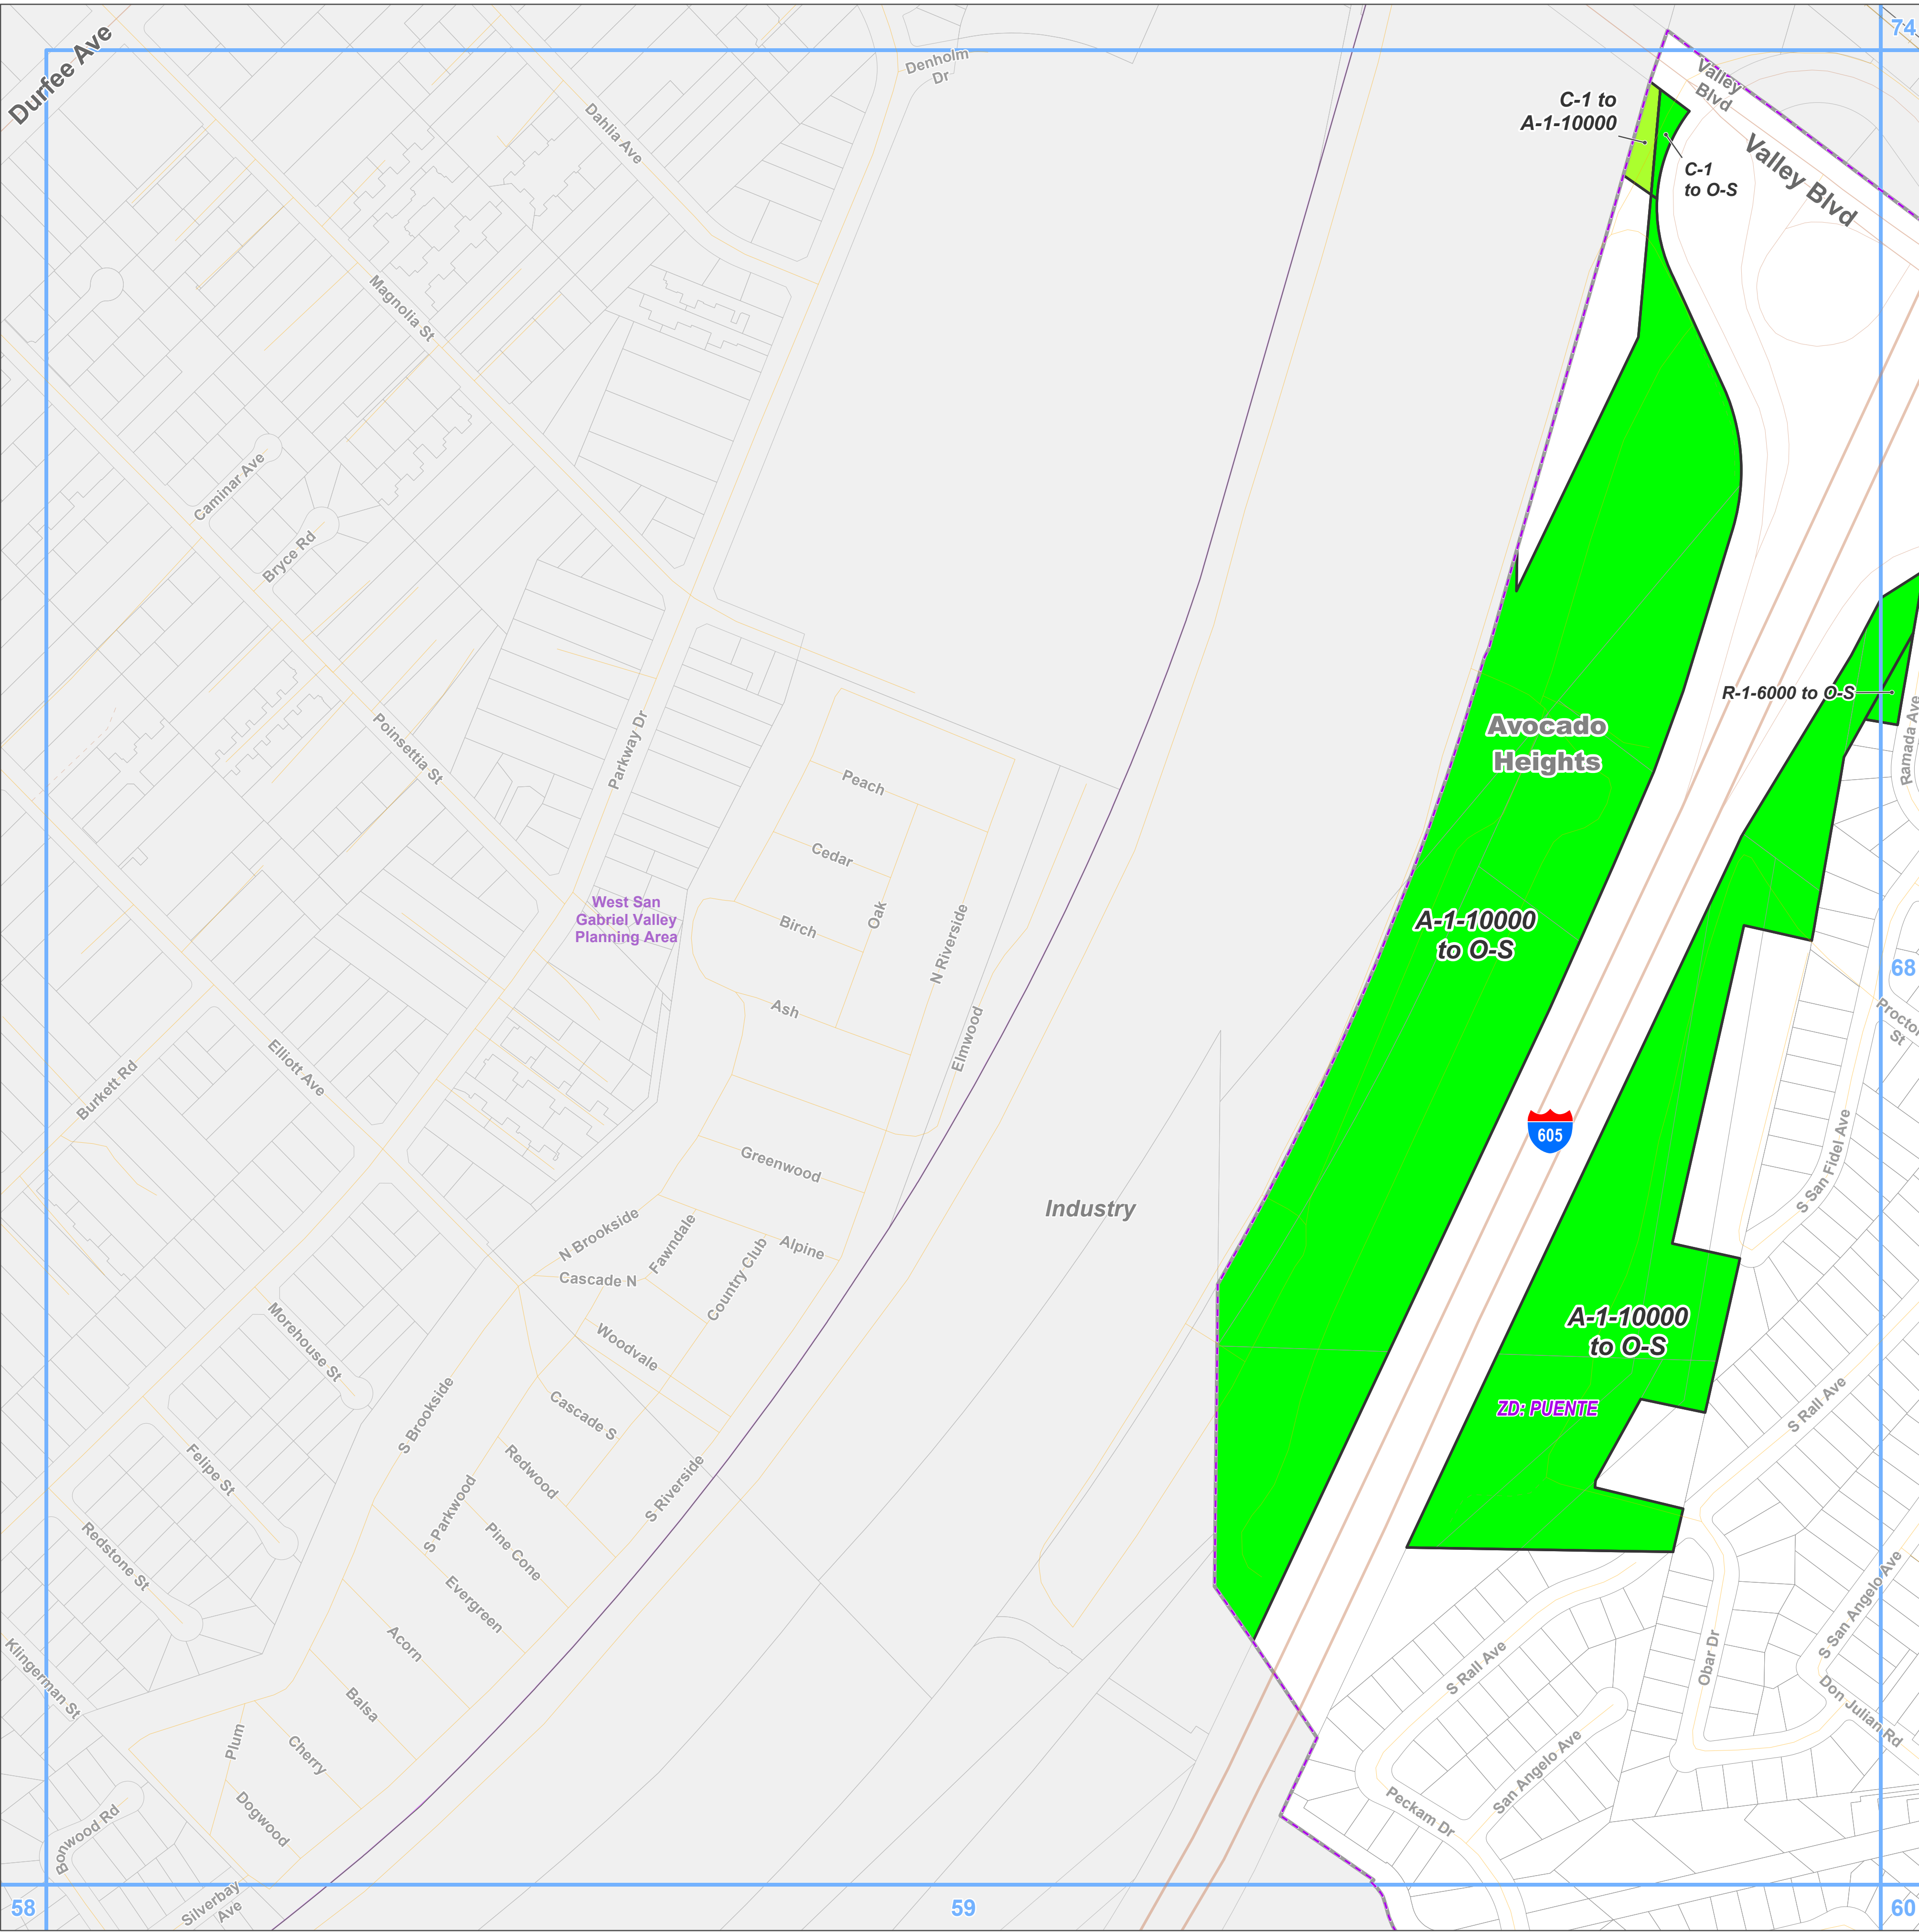 74
Durfee Ave
Denholm
Dr
Dahlia Ave
Valley
Blvd
C-1 to
A-1-10000
Valley Blvd
C-1
to O-S
Magnolia St
Caminar Ave
Bryce Rd
R-1-6000 to O-S
Ramada Ave
Avocado
Heights
Poinsettia St
Parkway Dr
Peach
Cedar
West San
Gabriel Valley
Planning Area
Birch
Oak
N Riverside
A-1-10000
to O-S
68
Ash
Elmwood
Procto
St
Burkett Rd
Elliott Ave
605
S San Fidel Ave
Greenwood
Industry
N Brookside
Fawndale
Country Club
Alpine
Cascade N
A-1-10000
to O-S
Morehouse St
Woodvale
ZD: PUENTE
S Rall Ave
S Brookside
Cascade S
Felipe St
Redwood
S Riverside
S Parkwood
Pine Cone
Redstone St
Evergreen
S San Angelo Ave
Acorn
S Rall Ave
Obar Dr
Klingerman St
Balsa
Don Julian Rd
Plum
Cherry
San Angelo Ave
Peckam Dr
Dogwood
Bonwood Rd
Silverbay
Ave
58
59
60